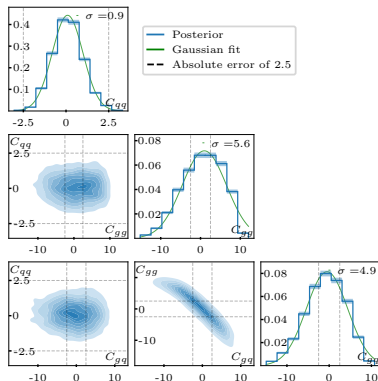 σ =0.9
0.4
0.3
0.2
0.1
C_qq
-2.5 0 2.5
Posterior
Gaussian fit
Absolute error of 2.5
C_qq
2.5
0
-2.5
C_gg
-10 0 10
0.08
σ =5.6
0.06
0.04
0.02
C_gg
-10 0 10
C_qq
2.5
0
-2.5
-10 0 10
C_gg
0
-10
-10 0 10
0.08
σ =4.9
0.06
0.04
0.02
-10 0 10